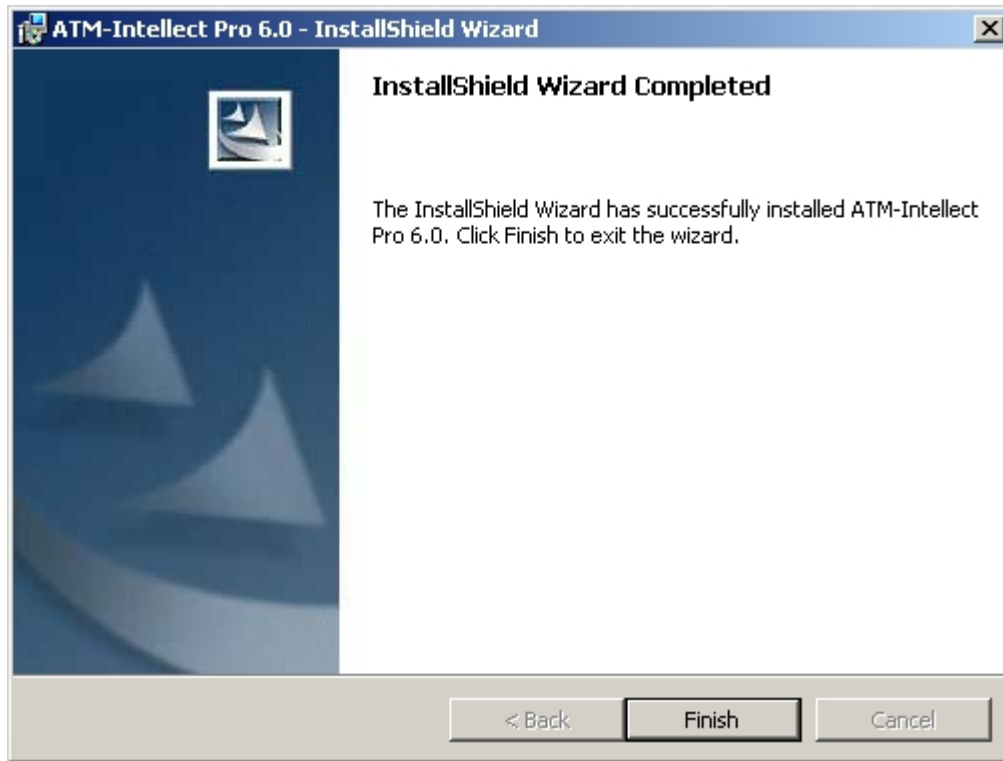 ATM-Intellect Pro 6.0 - InstallShield Wizard
InstallShield Wizard Completed
The InstallShield Wizard has successfully installed ATM-Intellect
Pro 6.0. Click Finish to exit the wizard.
< Back
Finish
Cancel